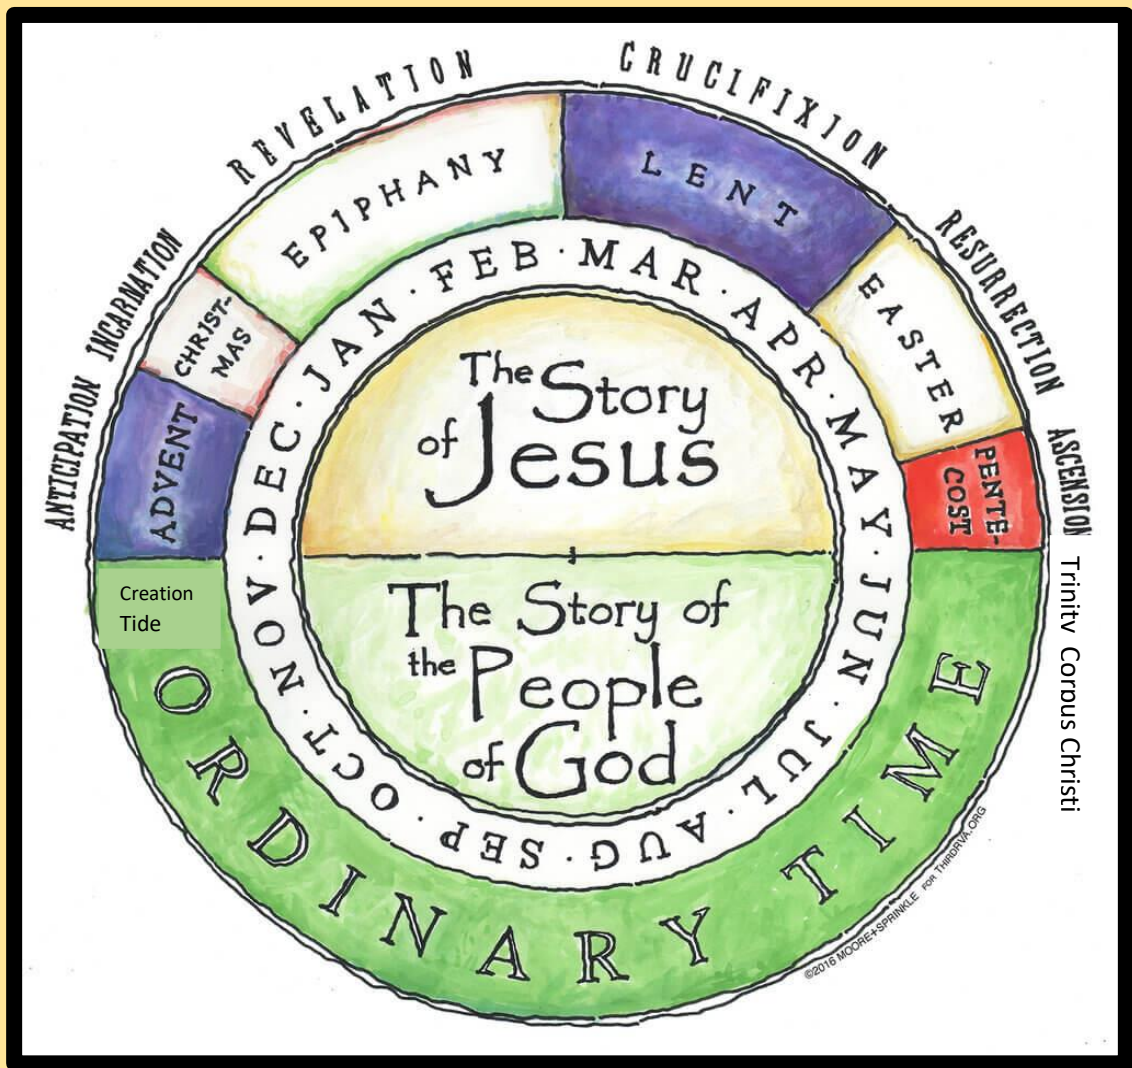 ANTICIPATION
INCARNATION
REVELATION
CRUCIFIXION
RESURRECTION
ASCENSION
Trinity Corpus Christi
ADVENT
CHRIST-
MAS
EPIPHANY
LENT
EASTER
PENTE-
COST
Creation
Tide
ORDINARY TIME
JAN · FEB · MAR · APR · MAY · JUN · JUL · AUG · SEP · OCT · NOV · DEC ·
The Story
of Jesus
The Story of
the People
of God
©2016 MOORE+SPRINKLE FOR THIRDRVA.ORG